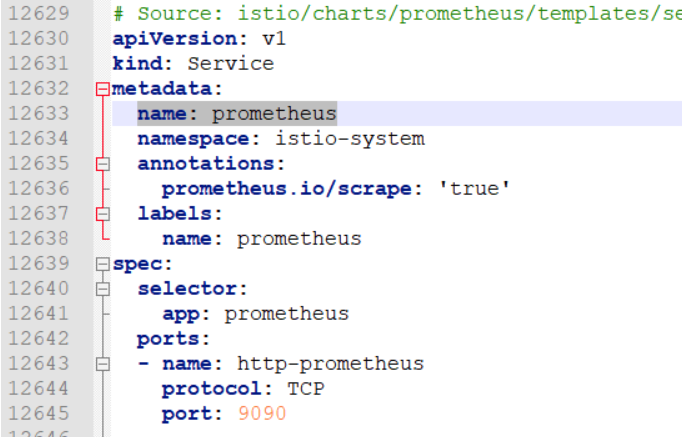 12629 # Source: istio/charts/prometheus/templates/se
12630 apiVersion: v1
12631 kind: Service
12632 metadata:
12633   name: prometheus
12634   namespace: istio-system
12635   annotations:
12636     prometheus.io/scrape: 'true'
12637   labels:
12638     name: prometheus
12639 spec:
12640   selector:
12641     app: prometheus
12642   ports:
12643   - name: http-prometheus
12644     protocol: TCP
12645     port: 9090
12646